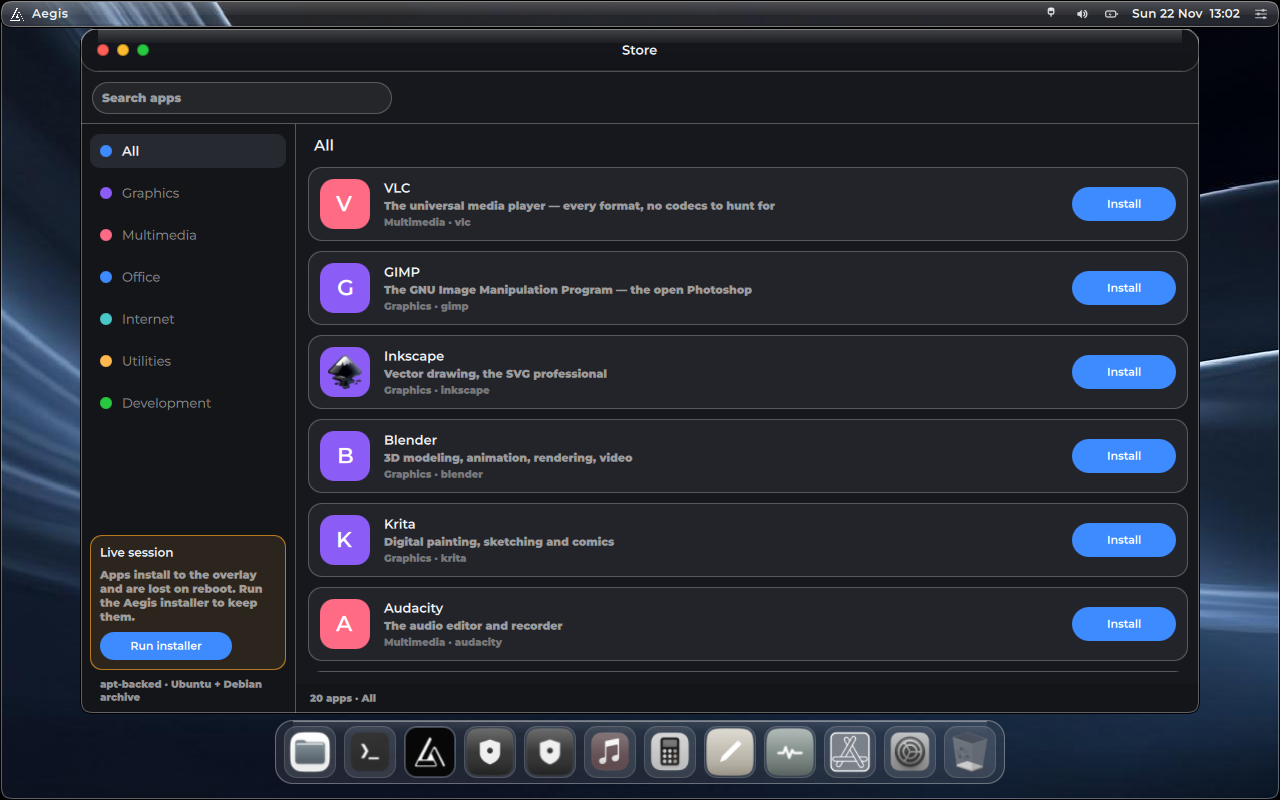 Aegis
Sun 22 Nov 13:02
Store
Search apps
All
Graphics
Multimedia
Office
Internet
Utilities
Development
Live session
Apps install to the overlay
and are lost on reboot. Run
the Aegis installer to keep
them.
Run installer
apt-backed • Ubuntu + Debian
archive
All
V
VLC
The universal media player — every format, no codecs to hunt for
Multimedia • vlc
Install
G
GIMP
The GNU Image Manipulation Program — the open Photoshop
Graphics • gimp
Install
Inkscape
Vector drawing, the SVG professional
Graphics • inkscape
Install
B
Blender
3D modeling, animation, rendering, video
Graphics • blender
Install
K
Krita
Digital painting, sketching and comics
Graphics • krita
Install
A
Audacity
The audio editor and recorder
Multimedia • audacity
Install
20 apps • All